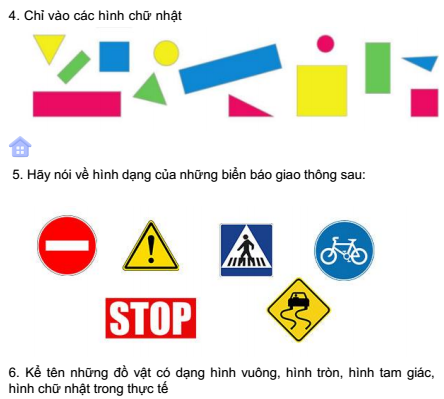 4. Chỉ vào các hình chữ nhật
5. Hãy nói về hình dạng của những biển báo giao thông sau:
STOP
6. Kể tên những đồ vật có dạng hình vuông, hình tròn, hình tam giác,
hình chữ nhật trong thực tế